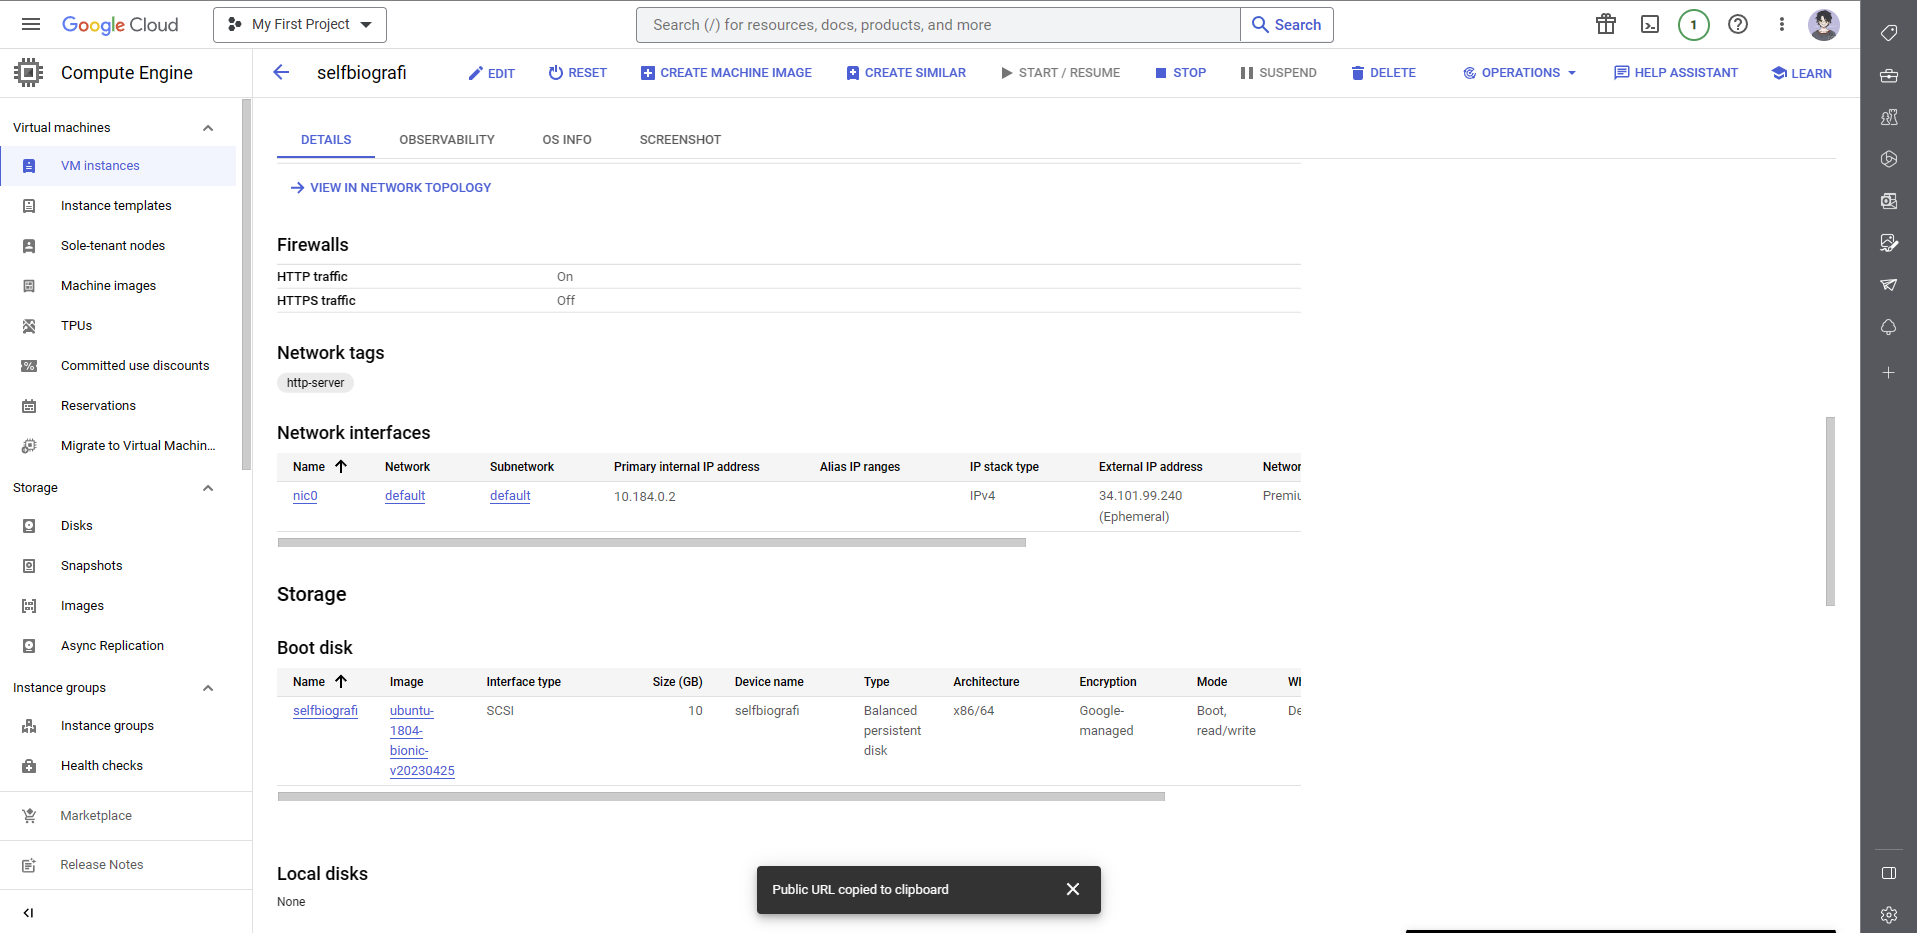 Google Cloud
My First Project
Search (/) for resources, docs, products, and more
Search
1
Compute Engine
selfbiografi
EDIT
RESET
CREATE MACHINE IMAGE
CREATE SIMILAR
START / RESUME
STOP
SUSPEND
DELETE
OPERATIONS
HELP ASSISTANT
LEARN
Virtual machines
VM instances
Instance templates
Sole-tenant nodes
Machine images
TPUs
Committed use discounts
Reservations
Migrate to Virtual Machin...
Storage
Disks
Snapshots
Images
Async Replication
Instance groups
Instance groups
Health checks
Marketplace
Release Notes
DETAILS
OBSERVABILITY
OS INFO
SCREENSHOT
VIEW IN NETWORK TOPOLOGY
Firewalls
HTTP traffic On
HTTPS traffic Off
Network tags
http-server
Network interfaces
Name Network Subnetwork Primary internal IP address Alias IP ranges IP stack type External IP address Networ
nic0 default default 10.184.0.2 IPv4 34.101.99.240 Premiu
(Ephemeral)
Storage
Boot disk
Name Image Interface type Size (GB) Device name Type Architecture Encryption Mode Wh
selfbiografi ubuntu- SCSI 10 selfbiografi Balanced x86/64 Google- Boot, De
1804- persistent managed read/write
bionic- disk
v20230425
Local disks
None
Public URL copied to clipboard